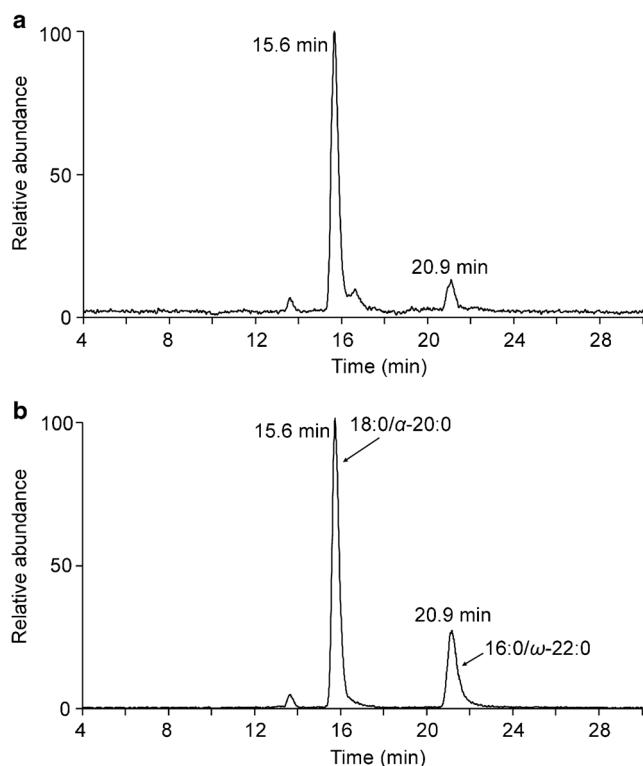 a
100
15.6 min
Relative abundance
50
20.9 min
0
4 8 12 16 20 24 28
Time (min)
b
100
18:0/α-20:0
15.6 min
Relative abundance
50
20.9 min
16:0/ω-22:0
0
4 8 12 16 20 24 28
Time (min)